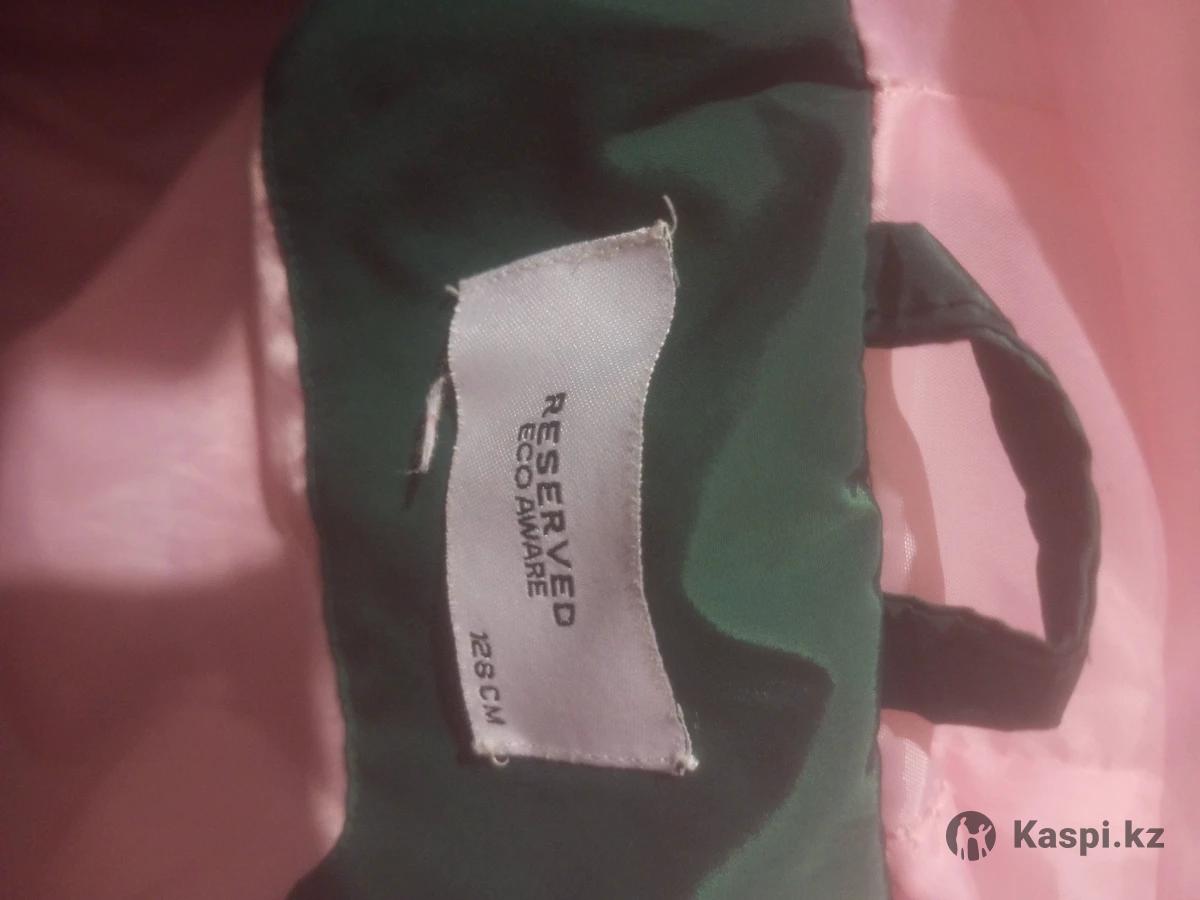 RESERVED
ECO AWARE
128 CM
Kaspi.kz